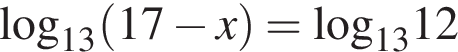 log₁₃(17 − x) = log₁₃12